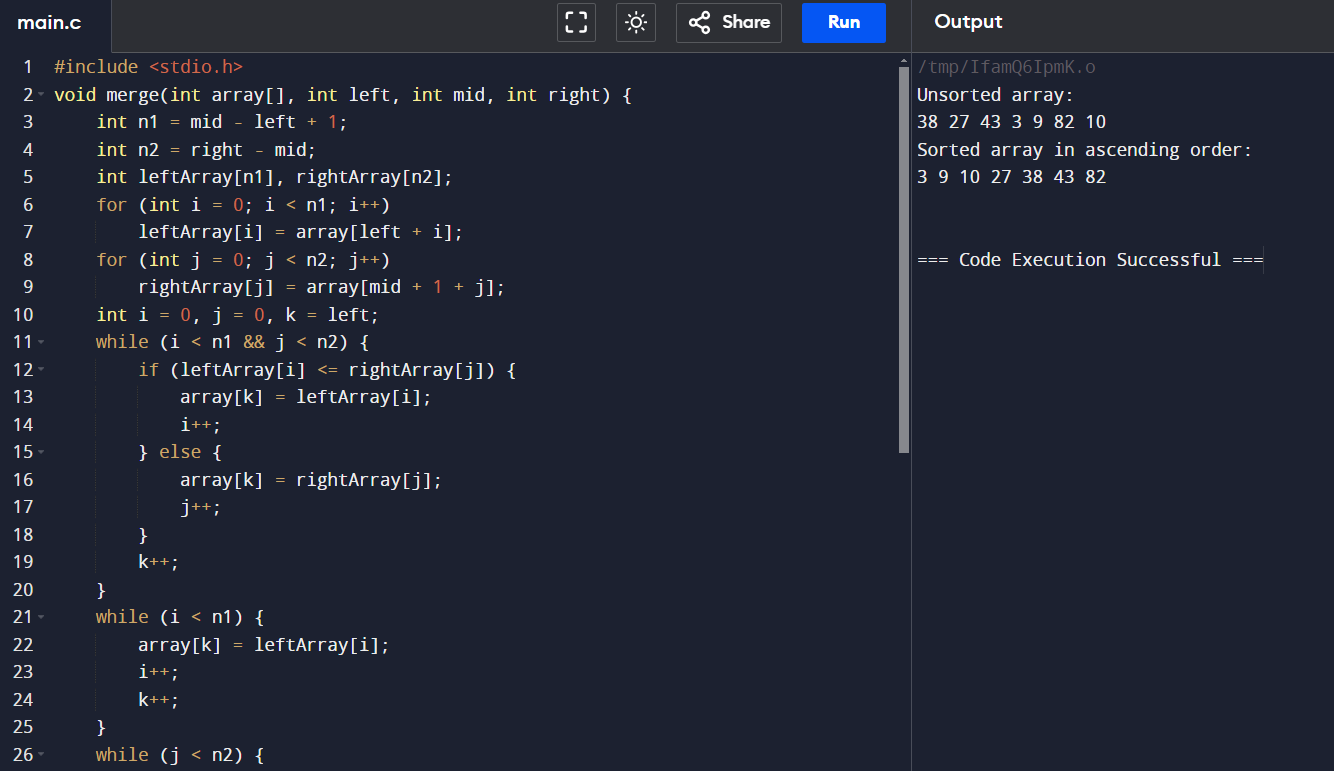 main.c
Share
Run
Output
1 #include <stdio.h>
2 void merge(int array[], int left, int mid, int right) {
3     int n1 = mid - left + 1;
4     int n2 = right - mid;
5     int leftArray[n1], rightArray[n2];
6     for (int i = 0; i < n1; i++)
7         leftArray[i] = array[left + i];
8     for (int j = 0; j < n2; j++)
9         rightArray[j] = array[mid + 1 + j];
10     int i = 0, j = 0, k = left;
11     while (i < n1 && j < n2) {
12         if (leftArray[i] <= rightArray[j]) {
13             array[k] = leftArray[i];
14             i++;
15         } else {
16             array[k] = rightArray[j];
17             j++;
18         }
19         k++;
20     }
21     while (i < n1) {
22         array[k] = leftArray[i];
23         i++;
24         k++;
25     }
26     while (j < n2) {
/tmp/IfamQ6IpmK.o
Unsorted array:
38 27 43 3 9 82 10
Sorted array in ascending order:
3 9 10 27 38 43 82
=== Code Execution Successful ===